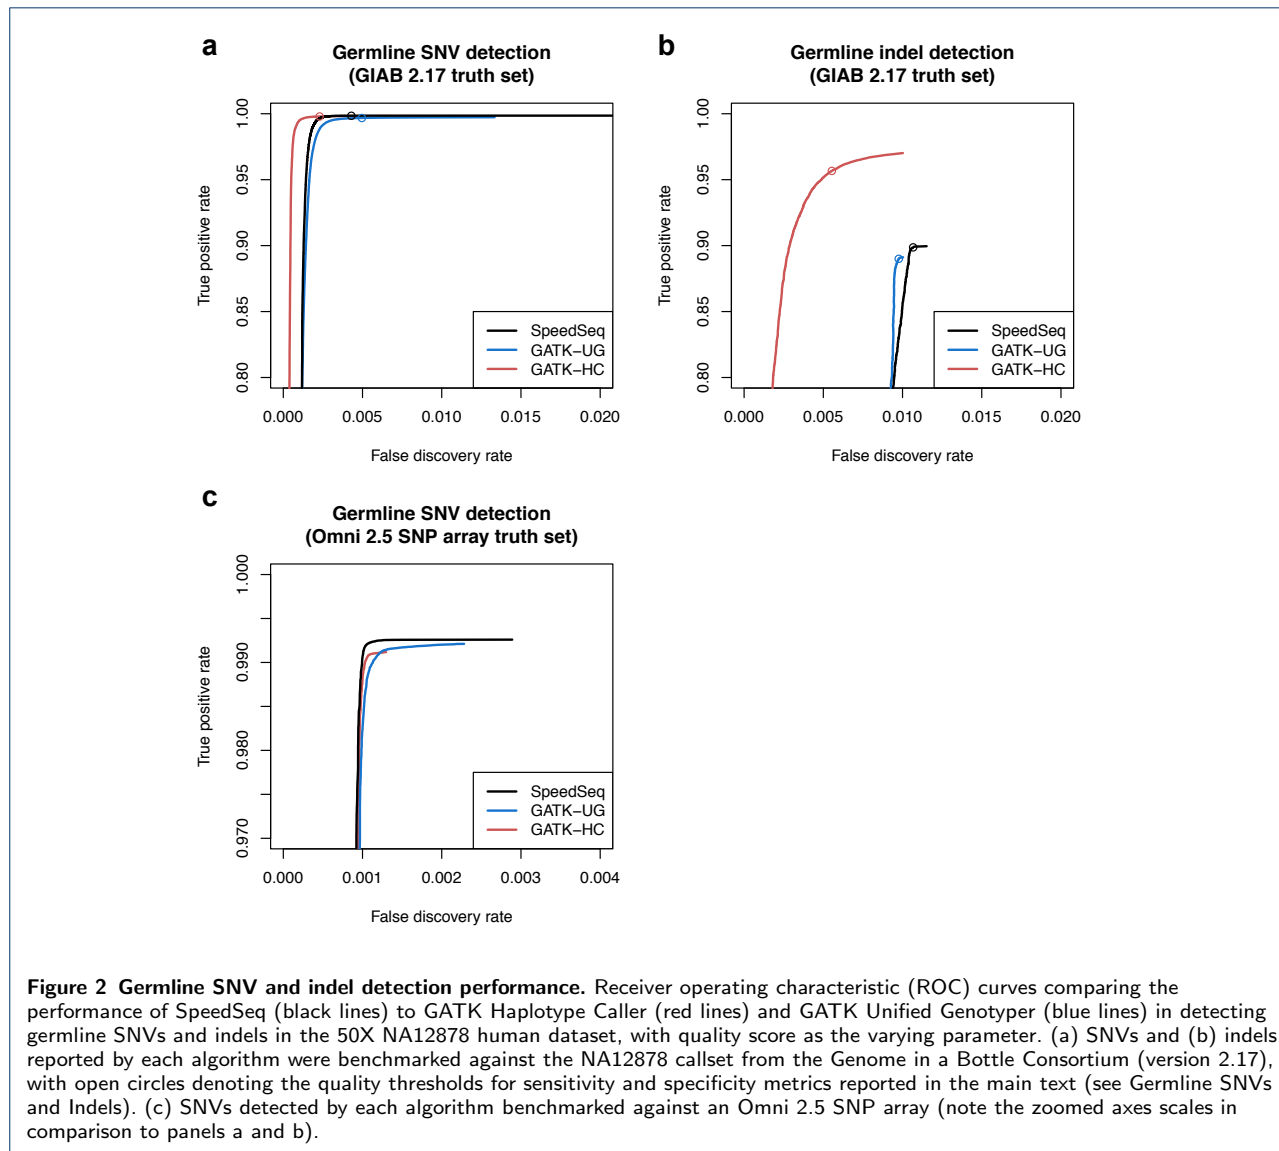 a
Germline SNV detection
(GIAB 2.17 truth set)
True positive rate
1.00
0.95
0.90
0.85
0.80
SpeedSeq
GATK−UG
GATK−HC
0.000 0.005 0.010 0.015 0.020
False discovery rate
b
Germline indel detection
(GIAB 2.17 truth set)
True positive rate
1.00
0.95
0.90
0.85
0.80
SpeedSeq
GATK−UG
GATK−HC
0.000 0.005 0.010 0.015 0.020
False discovery rate
c
Germline SNV detection
(Omni 2.5 SNP array truth set)
True positive rate
1.000
0.990
0.980
0.970
SpeedSeq
GATK−UG
GATK−HC
0.000 0.001 0.002 0.003 0.004
False discovery rate
Figure 2 Germline SNV and indel detection performance. Receiver operating characteristic (ROC) curves comparing the
performance of SpeedSeq (black lines) to GATK Haplotype Caller (red lines) and GATK Unified Genotyper (blue lines) in detecting
germline SNVs and indels in the 50X NA12878 human dataset, with quality score as the varying parameter. (a) SNVs and (b) indels
reported by each algorithm were benchmarked against the NA12878 callset from the Genome in a Bottle Consortium (version 2.17),
with open circles denoting the quality thresholds for sensitivity and specificity metrics reported in the main text (see Germline SNVs
and Indels). (c) SNVs detected by each algorithm benchmarked against an Omni 2.5 SNP array (note the zoomed axes scales in
comparison to panels a and b).